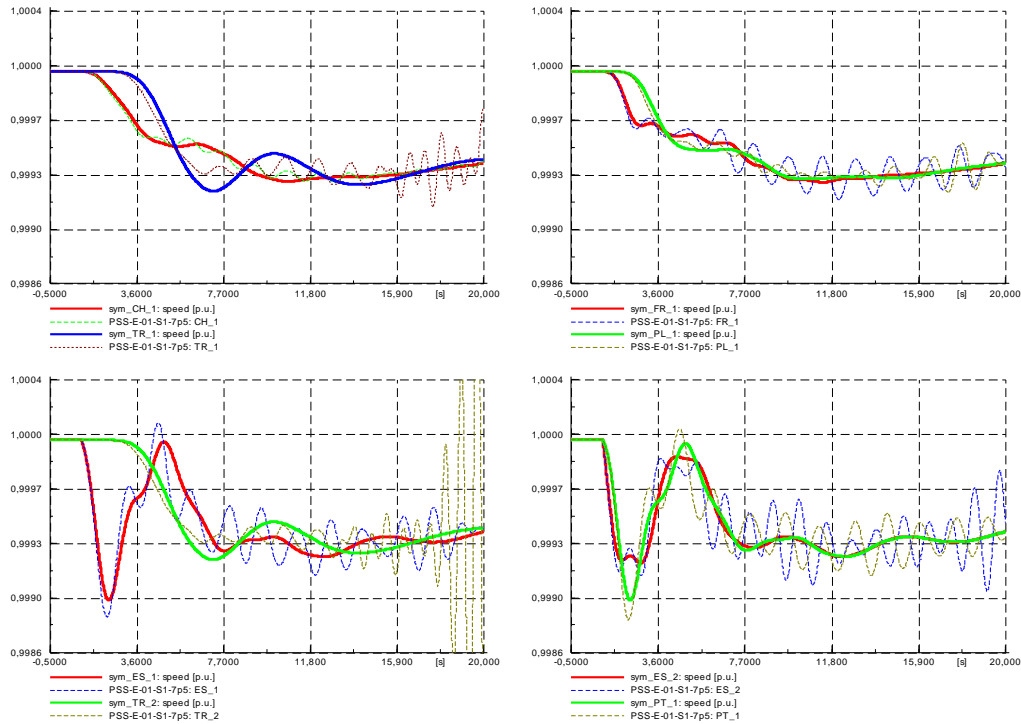 1,0004
1,0000
0,9997
0,9993
0,9990
0,9986
-0,5000 3,6000 7,7000 11,800 15,900 [s] 20,000
sym_CH_1: speed [p.u.]
PSS-E-01-S1-7p5: CH_1
sym_TR_1: speed [p.u.]
PSS-E-01-S1-7p5: TR_1
1,0004
1,0000
0,9997
0,9993
0,9990
0,9986
-0,5000 3,6000 7,7000 11,800 15,900 [s] 20,000
sym_FR_1: speed [p.u.]
PSS-E-01-S1-7p5: FR_1
sym_PL_1: speed [p.u.]
PSS-E-01-S1-7p5: PL_1
1,0004
1,0000
0,9997
0,9993
0,9990
0,9986
-0,5000 3,6000 7,7000 11,800 15,900 [s] 20,000
sym_ES_1: speed [p.u.]
PSS-E-01-S1-7p5: ES_1
sym_TR_2: speed [p.u.]
PSS-E-01-S1-7p5: TR_2
1,0004
1,0000
0,9997
0,9993
0,9990
0,9986
-0,5000 3,6000 7,7000 11,800 15,900 [s] 20,000
sym_ES_2: speed [p.u.]
PSS-E-01-S1-7p5: ES_2
sym_PT_1: speed [p.u.]
PSS-E-01-S1-7p5: PT_1